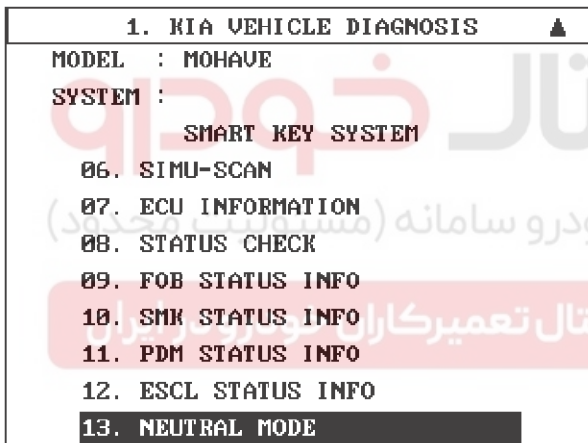 1. KIA VEHICLE DIAGNOSIS ▲
MODEL : MOHAVE
SYSTEM :
SMART KEY SYSTEM
06. SIMU-SCAN
07. ECU INFORMATION
08. STATUS CHECK
09. FOB STATUS INFO
10. SMK STATUS INFO
11. PDM STATUS INFO
12. ESCL STATUS INFO
13. NEUTRAL MODE